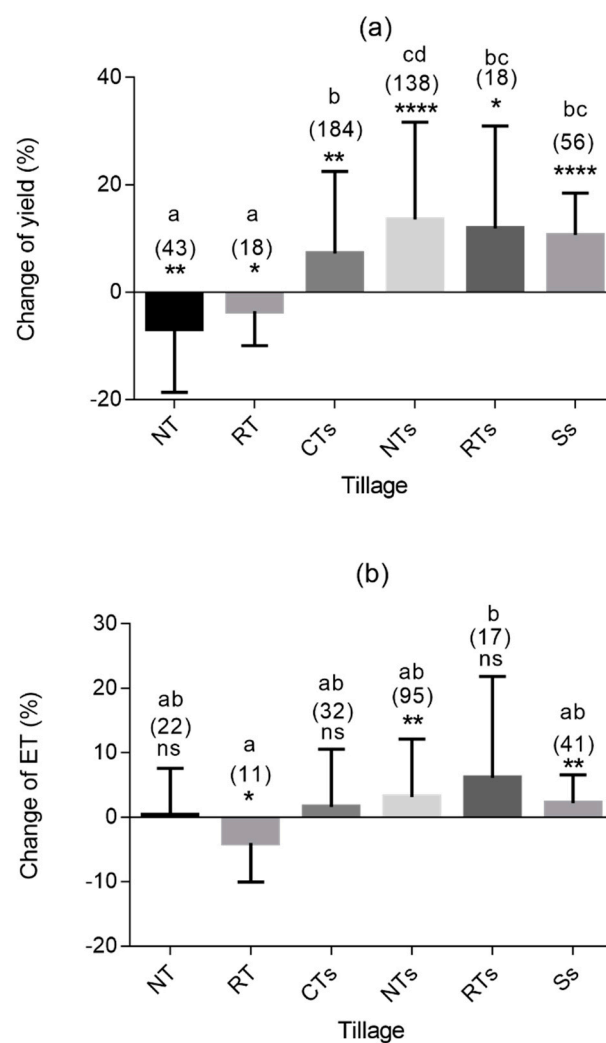 (a)
Change of yield (%)
40
20
0
-20
a
(43)
**
a
(18)
*
b
(184)
**
cd
(138)
****
bc
(18)
*
bc
(56)
****
NT
RT
CTs
NTs
RTs
Ss
Tillage
(b)
Change of ET (%)
30
20
10
0
-10
-20
ab
(22)
ns
a
(11)
*
ab
(32)
ns
ab
(95)
**
b
(17)
ns
ab
(41)
**
NT
RT
CTs
NTs
RTs
Ss
Tillage